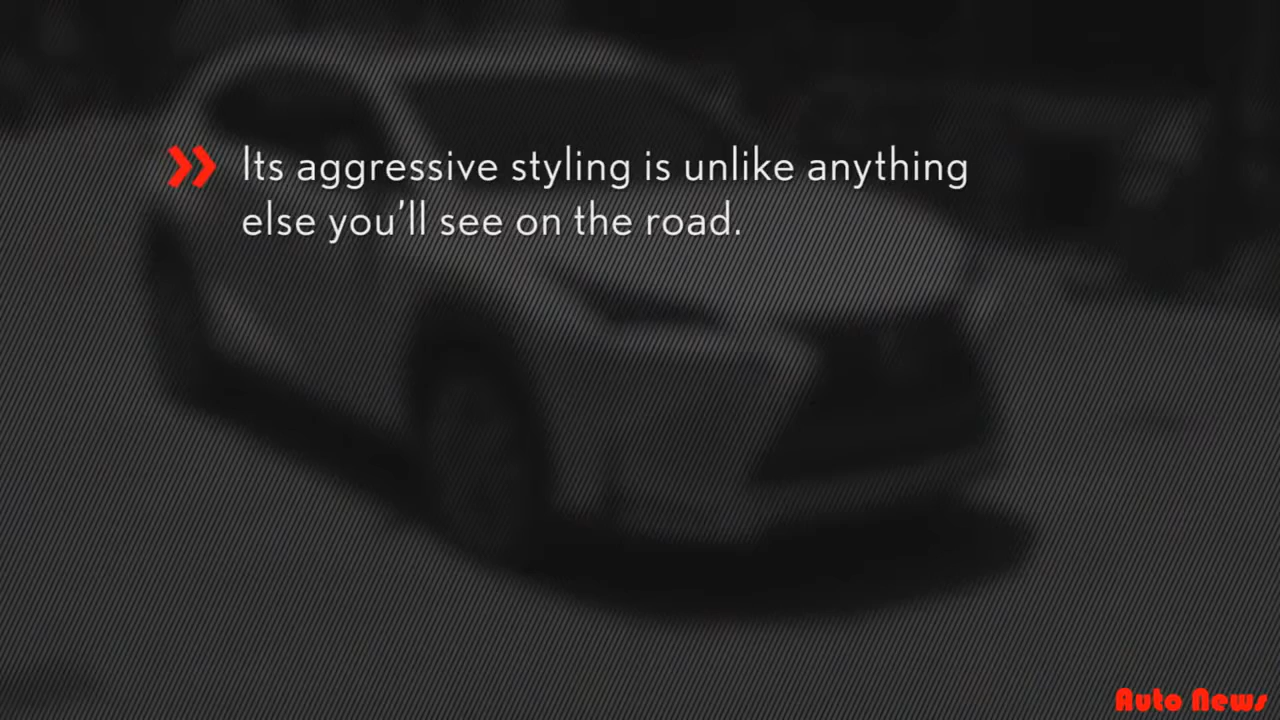 Its aggressive styling is unlike anything
else you'll see on the road.
Auto News